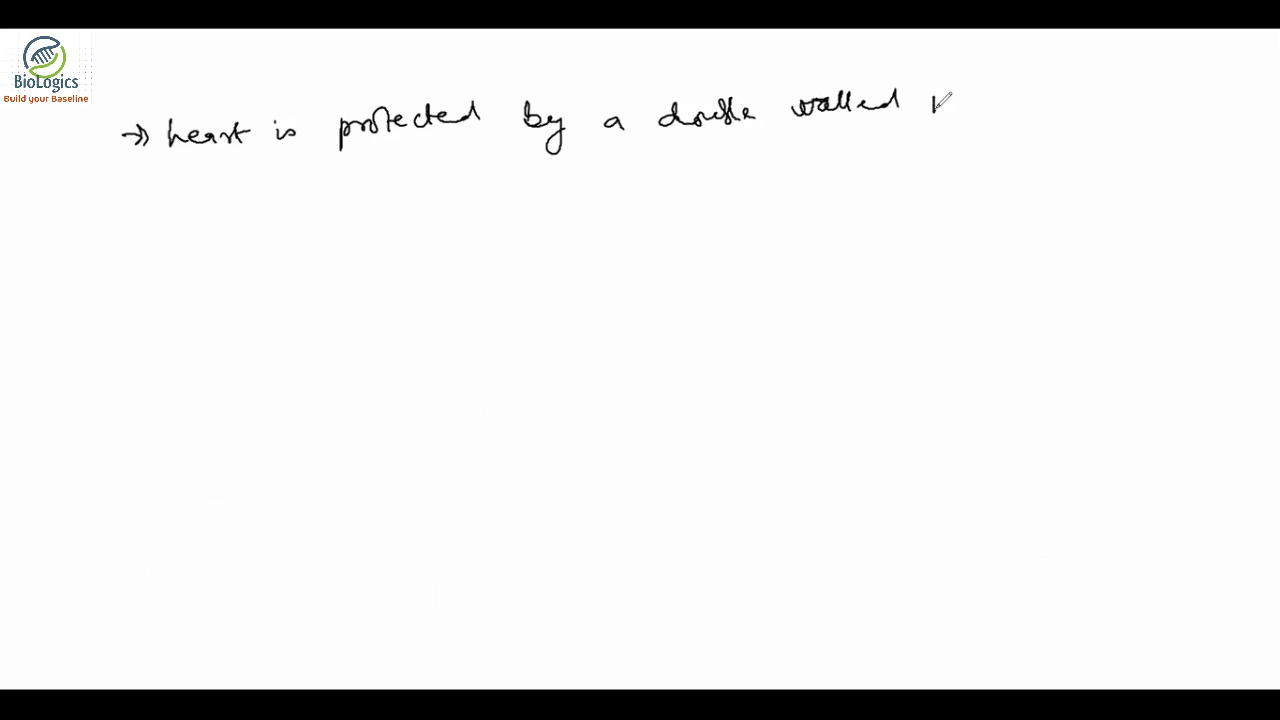 BioLogics
Build your Baseline
→ heart is protected by a double walled